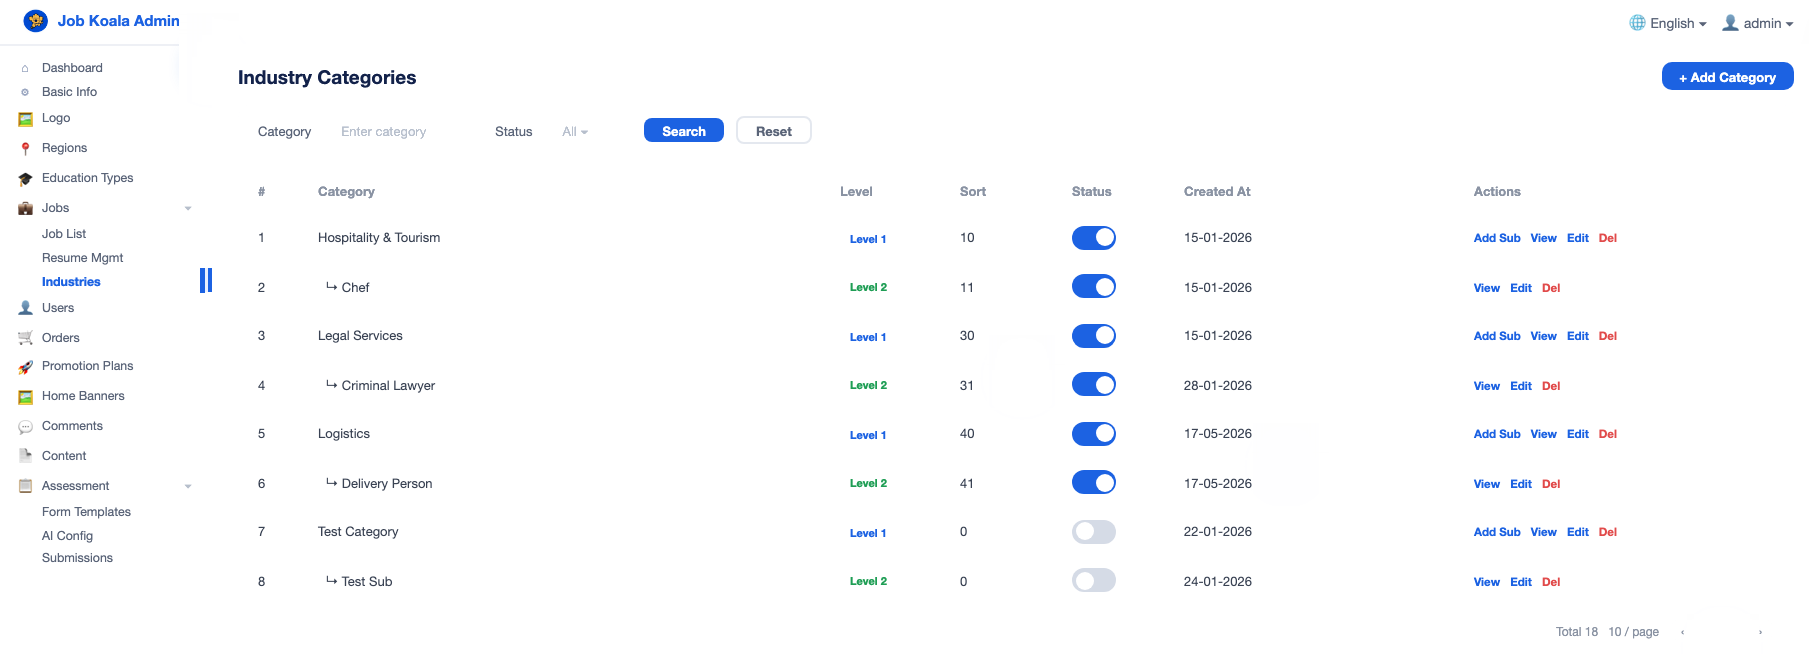 Job Koala Admin
English
admin
Dashboard
Basic Info
Logo
Regions
Education Types
Jobs
Job List
Resume Mgmt
Industries
Users
Orders
Promotion Plans
Home Banners
Comments
Content
Assessment
Form Templates
AI Config
Submissions
Industry Categories
+ Add Category
Category Enter category Status All Search Reset
# Category Level Sort Status Created At Actions
1 Hospitality & Tourism Level 1 10 15-01-2026 Add Sub View Edit Del
2 ↳ Chef Level 2 11 15-01-2026 View Edit Del
3 Legal Services Level 1 30 15-01-2026 Add Sub View Edit Del
4 ↳ Criminal Lawyer Level 2 31 28-01-2026 View Edit Del
5 Logistics Level 1 40 17-05-2026 Add Sub View Edit Del
6 ↳ Delivery Person Level 2 41 17-05-2026 View Edit Del
7 Test Category Level 1 0 22-01-2026 Add Sub View Edit Del
8 ↳ Test Sub Level 2 0 24-01-2026 View Edit Del
Total 18 10 / page ‹ ›